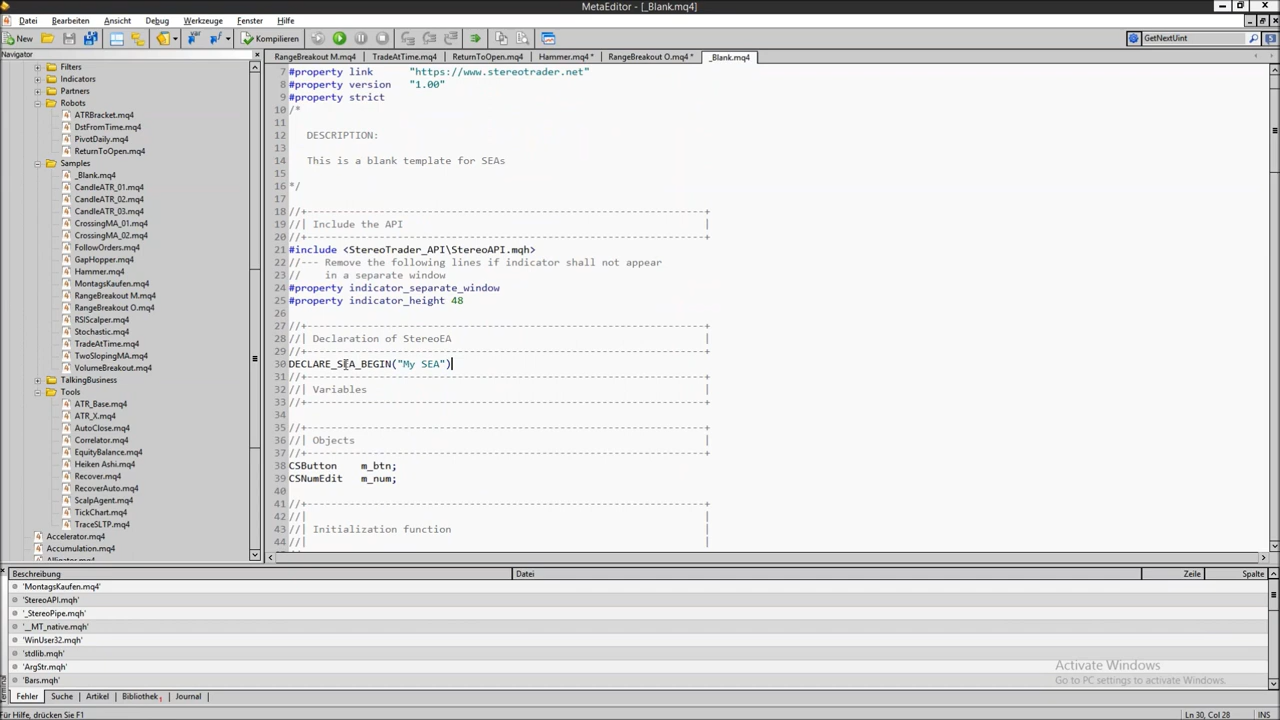 MetaEditor - [_Blank.mq4]
Datei Bearbeiten Ansicht Debug Werkzeuge Fenster Hilfe
New Kompilieren GetNextUint
Navigator
RangeBreakout M.mq4 TradeAtTime.mq4 ReturnToOpen.mq4 Hammer.mq4 * RangeBreakout O.mq4 * _Blank.mq4
Filters
Indicators
Partners
Robots
ATRBracket.mq4
DstFromTime.mq4
PivotDaily.mq4
ReturnToOpen.mq4
Samples
_Blank.mq4
CandleATR_01.mq4
CandleATR_02.mq4
CandleATR_03.mq4
CrossingMA_01.mq4
CrossingMA_02.mq4
FollowOrders.mq4
GapHopper.mq4
Hammer.mq4
MontagsKaufen.mq4
RangeBreakout M.mq4
RangeBreakout O.mq4
RSIScalper.mq4
Stochastic.mq4
TradeAtTime.mq4
TwoSlopingMA.mq4
VolumeBreakout.mq4
TalkingBusiness
Tools
ATR_Base.mq4
ATR_X.mq4
AutoClose.mq4
Correlator.mq4
EquityBalance.mq4
Heiken Ashi.mq4
Recover.mq4
RecoverAuto.mq4
ScalpAgent.mq4
TickChart.mq4
TraceSLTP.mq4
Accelerator.mq4
Accumulation.mq4
Alligator.mq4
7 #property link "https://www.stereotrader.net"
8 #property version "1.00"
9 #property strict
10 /*
11
12 DESCRIPTION:
13
14 This is a blank template for SEAs
15
16 */
17
18 //+------------------------------------------------------------------+
19 //| Include the API |
20 //+------------------------------------------------------------------+
21 #include <StereoTrader_API\StereoAPI.mqh>
22 //--- Remove the following lines if indicator shall not appear
23 // in a separate window
24 #property indicator_separate_window
25 #property indicator_height 48
26
27 //+------------------------------------------------------------------+
28 //| Declaration of StereoEA |
29 //+------------------------------------------------------------------+
30 DECLARE_SEA_BEGIN("My SEA")
31 //+------------------------------------------------------------------+
32 //| Variables |
33 //+------------------------------------------------------------------+
34
35 //+------------------------------------------------------------------+
36 //| Objects |
37 //+------------------------------------------------------------------+
38 CSButton m_btn;
39 CSNumEdit m_num;
40
41 //+------------------------------------------------------------------+
42 //| |
43 //| Initialization function |
44 //| |
Beschreibung Datei Zeile Spalte
'MontagsKaufen.mq4'
'StereoAPI.mqh'
'_StereoPipe.mqh'
'__MT_native.mqh'
'WinUser32.mqh'
'stdlib.mqh'
'ArgStr.mqh'
'Bars.mqh'
Activate Windows
Go to PC settings to activate Windows.
Terminal
Fehler Suche Artikel Bibliothek Journal
Für Hilfe, drücken Sie F1 Ln 30, Col 28 INS